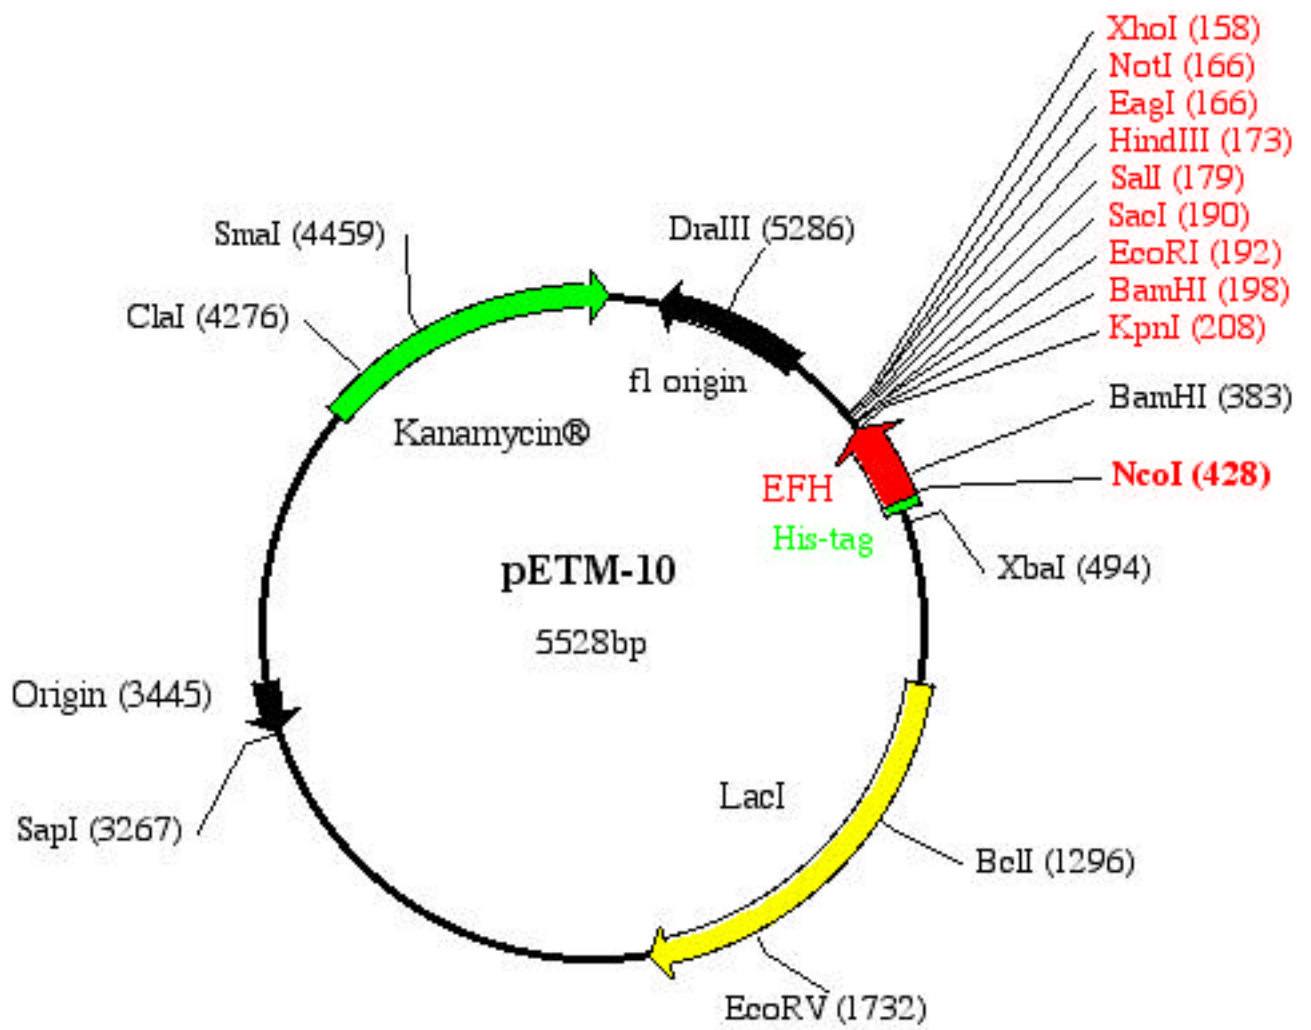 XhoI (158)
NotI (166)
EagI (166)
HindIII (173)
SalI (179)
SacI (190)
EcoRI (192)
BamHI (198)
KpnI (208)
BamHI (383)
NcoI (428)
XbaI (494)
DraIII (5286)
SmaI (4459)
ClaI (4276)
f1 origin
Kanamycin®
EFH
His-tag
pETM-10
5528bp
Origin (3445)
SapI (3267)
LacI
BclI (1296)
EcoRV (1732)